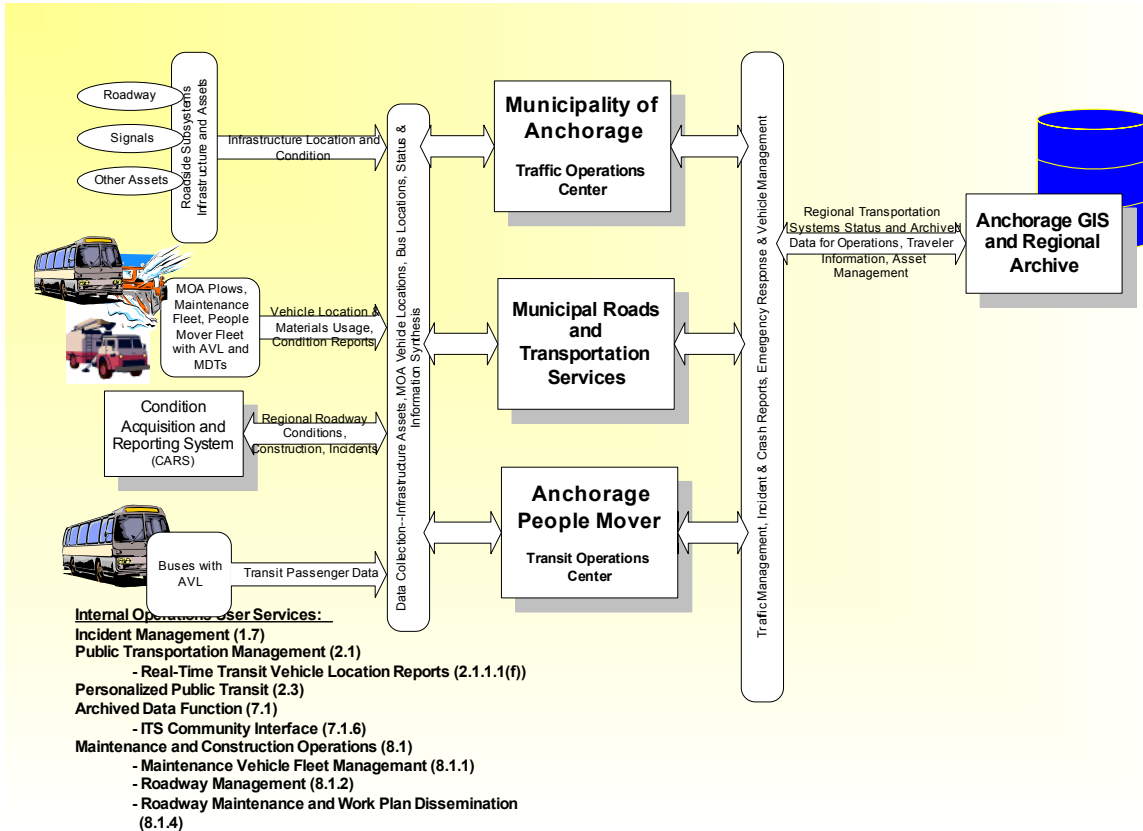 Roadway
Signals
Other Assets
Roadside Subsystems
Infrastructure and Assets
Infrastructure Location and
Condition
MOA Plows,
Maintenance
Fleet, People
Mover Fleet
with AVL and
MDTs
Vehicle Location &
Materials Usage,
Condition Reports
Condition
Acquisition and
Reporting System
(CARS)
Regional Roadway
Conditions,
Construction, Incidents
Buses with
AVL
Transit Passenger Data
Data Collection--Infrastructure Assets, MOA Vehicle Locations, Bus Locations, Status &
Information Synthesis
Municipality of
Anchorage
Traffic Operations
Center
Municipal Roads
and
Transportation
Services
Anchorage
People Mover
Transit Operations
Center
Traffic Management, Incident & Crash Reports, Emergency Response & Vehicle Management
Regional Transportation
Systems Status and Archived
Data for Operations, Traveler
Information, Asset
Management
Anchorage GIS
and Regional
Archive
Internal Operations User Services:
Incident Management (1.7)
Public Transportation Management (2.1)
- Real-Time Transit Vehicle Location Reports (2.1.1.1(f))
Personalized Public Transit (2.3)
Archived Data Function (7.1)
- ITS Community Interface (7.1.6)
Maintenance and Construction Operations (8.1)
- Maintenance Vehicle Fleet Managemant (8.1.1)
- Roadway Management (8.1.2)
- Roadway Maintenance and Work Plan Dissemination
(8.1.4)